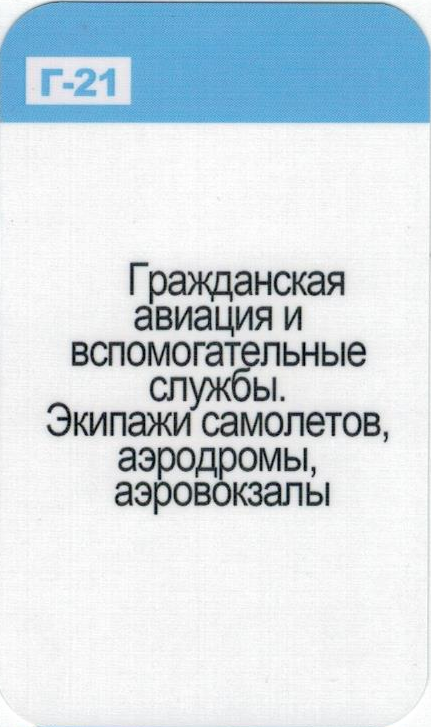 Г-21
Гражданская
авиация и
вспомогательные
службы.
Экипажи самолетов,
аэродромы,
аэровокзалы